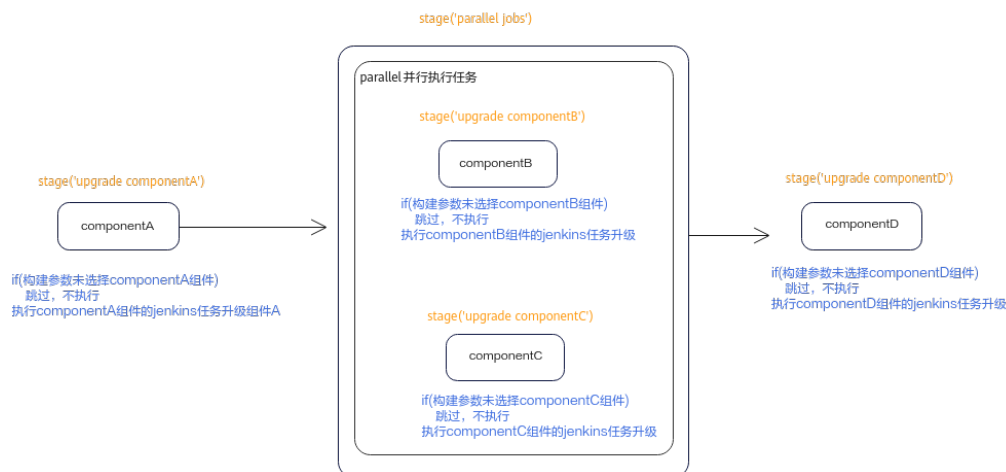 stage('parallel jobs')
parallel并行执行任务
stage('upgrade componentA')
componentA
if(构建参数未选择componentA组件)
跳过，不执行
执行componentA组件的jenkins任务升级组件A
stage('upgrade componentB')
componentB
if(构建参数未选择componentB组件)
跳过，不执行
执行componentB组件的jenkins任务升级
stage('upgrade componentC')
componentC
if(构建参数未选择componentC组件)
跳过，不执行
执行componentC组件的jenkins任务升级
stage('upgrade componentD')
componentD
if(构建参数未选择componentD组件)
跳过，不执行
执行componentD组件的jenkins任务升级